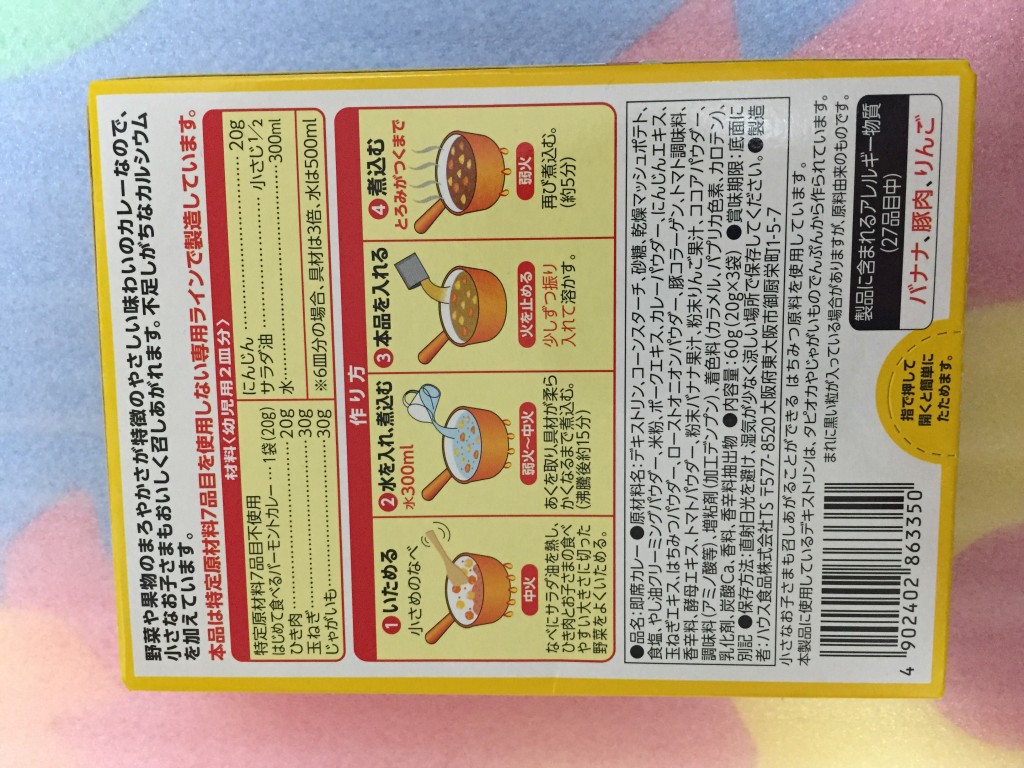 野菜や果物のまろやかさが特徴のやさしい味わいのカレーなので、
小さなお子さまもおいしく召しあがれます。不足しがちなカルシウム
を加えています。
本品は特定原材料7品目を使用しない専用ラインで製造しています。
材料<幼児用2皿分>
特定原材料7品目不使用
はじめて食べるバーモントカレー…1袋(20g)
ひき肉…20g
玉ねぎ…30g
じゃがいも…30g
にんじん…20g
サラダ油…小さじ1/2
水…300ml
※6皿分の場合、具材は3倍、水は500ml
作り方
1 いためる
小さめのなべ
中火
なべにサラダ油を熱し、
ひき肉とお子さまの食べ
やすい大きさに切った
野菜をよくいためる。
2 水を入れ、煮込む
水300ml
弱火~中火
あくを取り、具材が柔ら
かくなるまで煮込む。
(沸騰後約15分)
3 本品を入れる
火を止める
少しずつ振り
入れて溶かす。
4 煮込む
とろみがつくまで
弱火
再び煮込む。
(約5分)
●品名:即席カレー ●原材料名:デキストリン、コーンスターチ、砂糖、乾燥マッシュポテト、
食塩、やし油クリーミングパウダー、米粉、ポークエキス、カレーパウダー、にんじんエキス、
玉ねぎエキス、はちみつパウダー、ローストオニオンパウダー、豚コラーゲン、トマト調味料、
香辛料、酵母エキス、トマトパウダー、粉末バナナ果汁、粉末りんご果汁、ココアパウダー、
調味料(アミノ酸等)、増粘剤(加工デンプン)、着色料(カラメル、パプリカ色素、カロテン)、
乳化剤、炭酸Ca、香料、香辛料抽出物 ●内容量:60g(20g×3袋) ●賞味期限:底面に
別記 ●保存方法:直射日光を避け、湿気が少なく涼しい場所で保存してください。●製造
者:ハウス食品株式会社TS 〒577-8520 大阪府東大阪市御厨栄町1-5-7
小さなお子さまも召しあがることができる はちみつ原料を使用しています。
本製品に使用しているデキストリンは、タピオカやじゃがいものでんぷんから作られています。
まれに黒い粒が入っている場合がありますが、原料由来のものです。
4 902402 863350
指で押して
開くと簡単に
たためます。
製品に含まれるアレルギー物質
(27品目中)
バナナ、豚肉、りんご